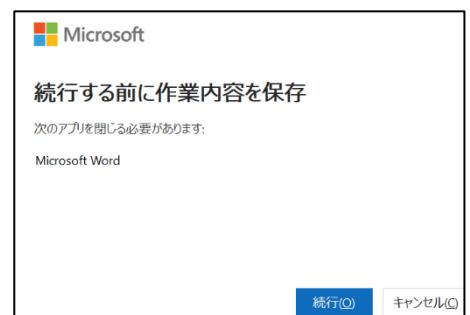 Microsoft
続行する前に作業内容を保存
次のアプリを閉じる必要があります:
Microsoft Word
続行(O) キャンセル(C)